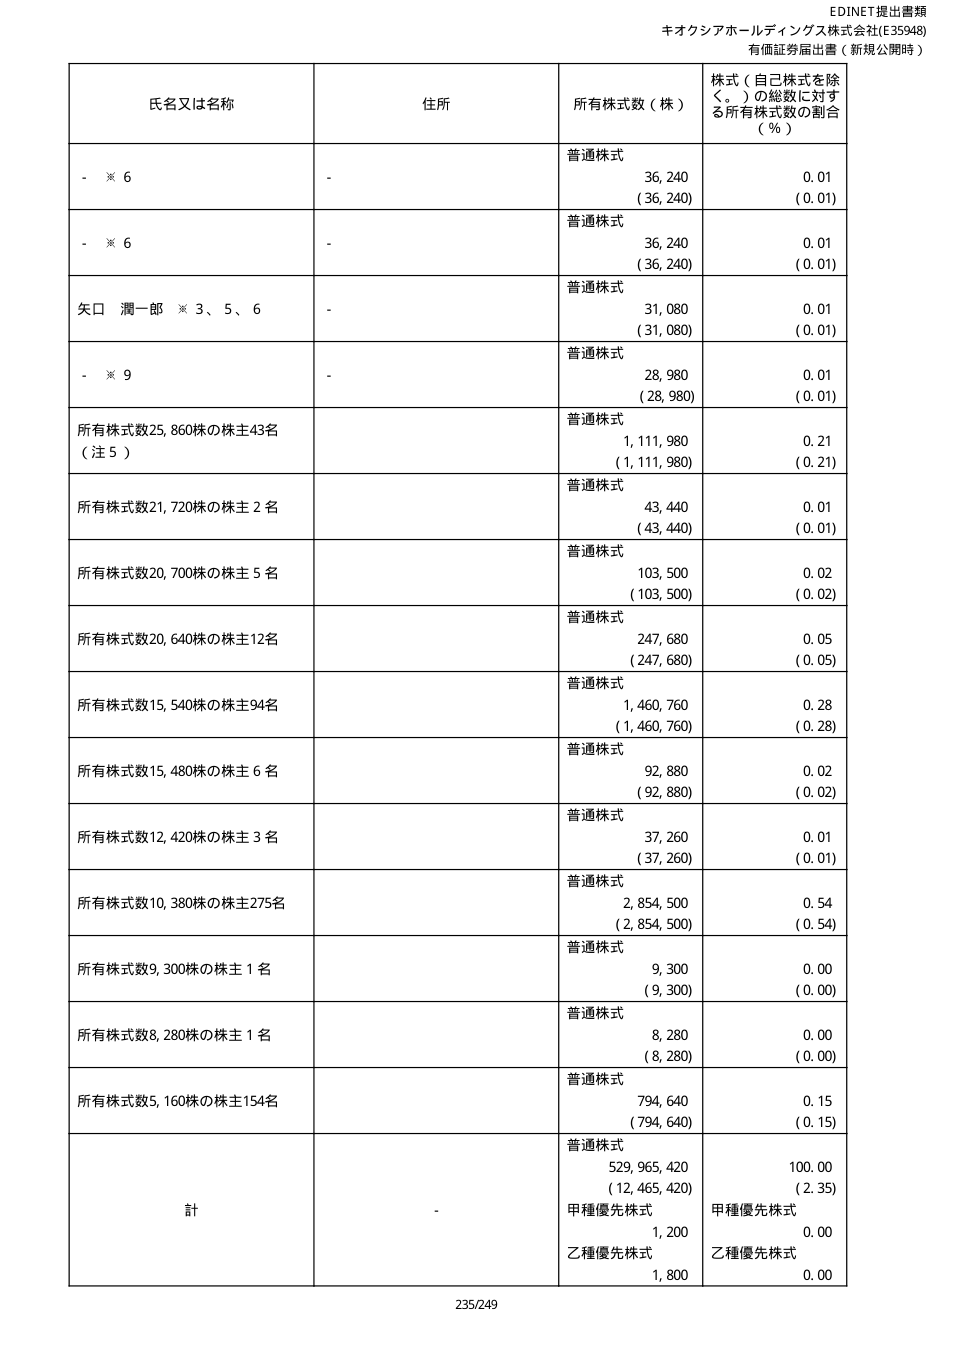 EDINET提出書類
キオクシアホールディングス株式会社(E35948)
有価証券届出書（新規公開時）
氏名又は名称
住所
所有株式数（株）
株式（自己株式を除
く。）の総数に対す
る所有株式数の割合
（％）
普通株式
- ※６
-
36,240
0.01
(36,240)
(0.01)
普通株式
- ※６
-
36,240
0.01
(36,240)
(0.01)
普通株式
矢口　潤一郎　※３、５、６
-
31,080
0.01
(31,080)
(0.01)
普通株式
- ※９
-
28,980
0.01
(28,980)
(0.01)
普通株式
所有株式数25,860株の株主43名
（注５）
1,111,980
0.21
(1,111,980)
(0.21)
普通株式
所有株式数21,720株の株主２名
43,440
0.01
(43,440)
(0.01)
普通株式
所有株式数20,700株の株主５名
103,500
0.02
(103,500)
(0.02)
普通株式
所有株式数20,640株の株主12名
247,680
0.05
(247,680)
(0.05)
普通株式
所有株式数15,540株の株主94名
1,460,760
0.28
(1,460,760)
(0.28)
普通株式
所有株式数15,480株の株主６名
92,880
0.02
(92,880)
(0.02)
普通株式
所有株式数12,420株の株主３名
37,260
0.01
(37,260)
(0.01)
普通株式
所有株式数10,380株の株主275名
2,854,500
0.54
(2,854,500)
(0.54)
普通株式
所有株式数9,300株の株主１名
9,300
0.00
(9,300)
(0.00)
普通株式
所有株式数8,280株の株主１名
8,280
0.00
(8,280)
(0.00)
普通株式
所有株式数5,160株の株主154名
794,640
0.15
(794,640)
(0.15)
計
-
普通株式
529,965,420
100.00
(12,465,420)
(2.35)
甲種優先株式
甲種優先株式
1,200
0.00
乙種優先株式
乙種優先株式
1,800
0.00
235/249